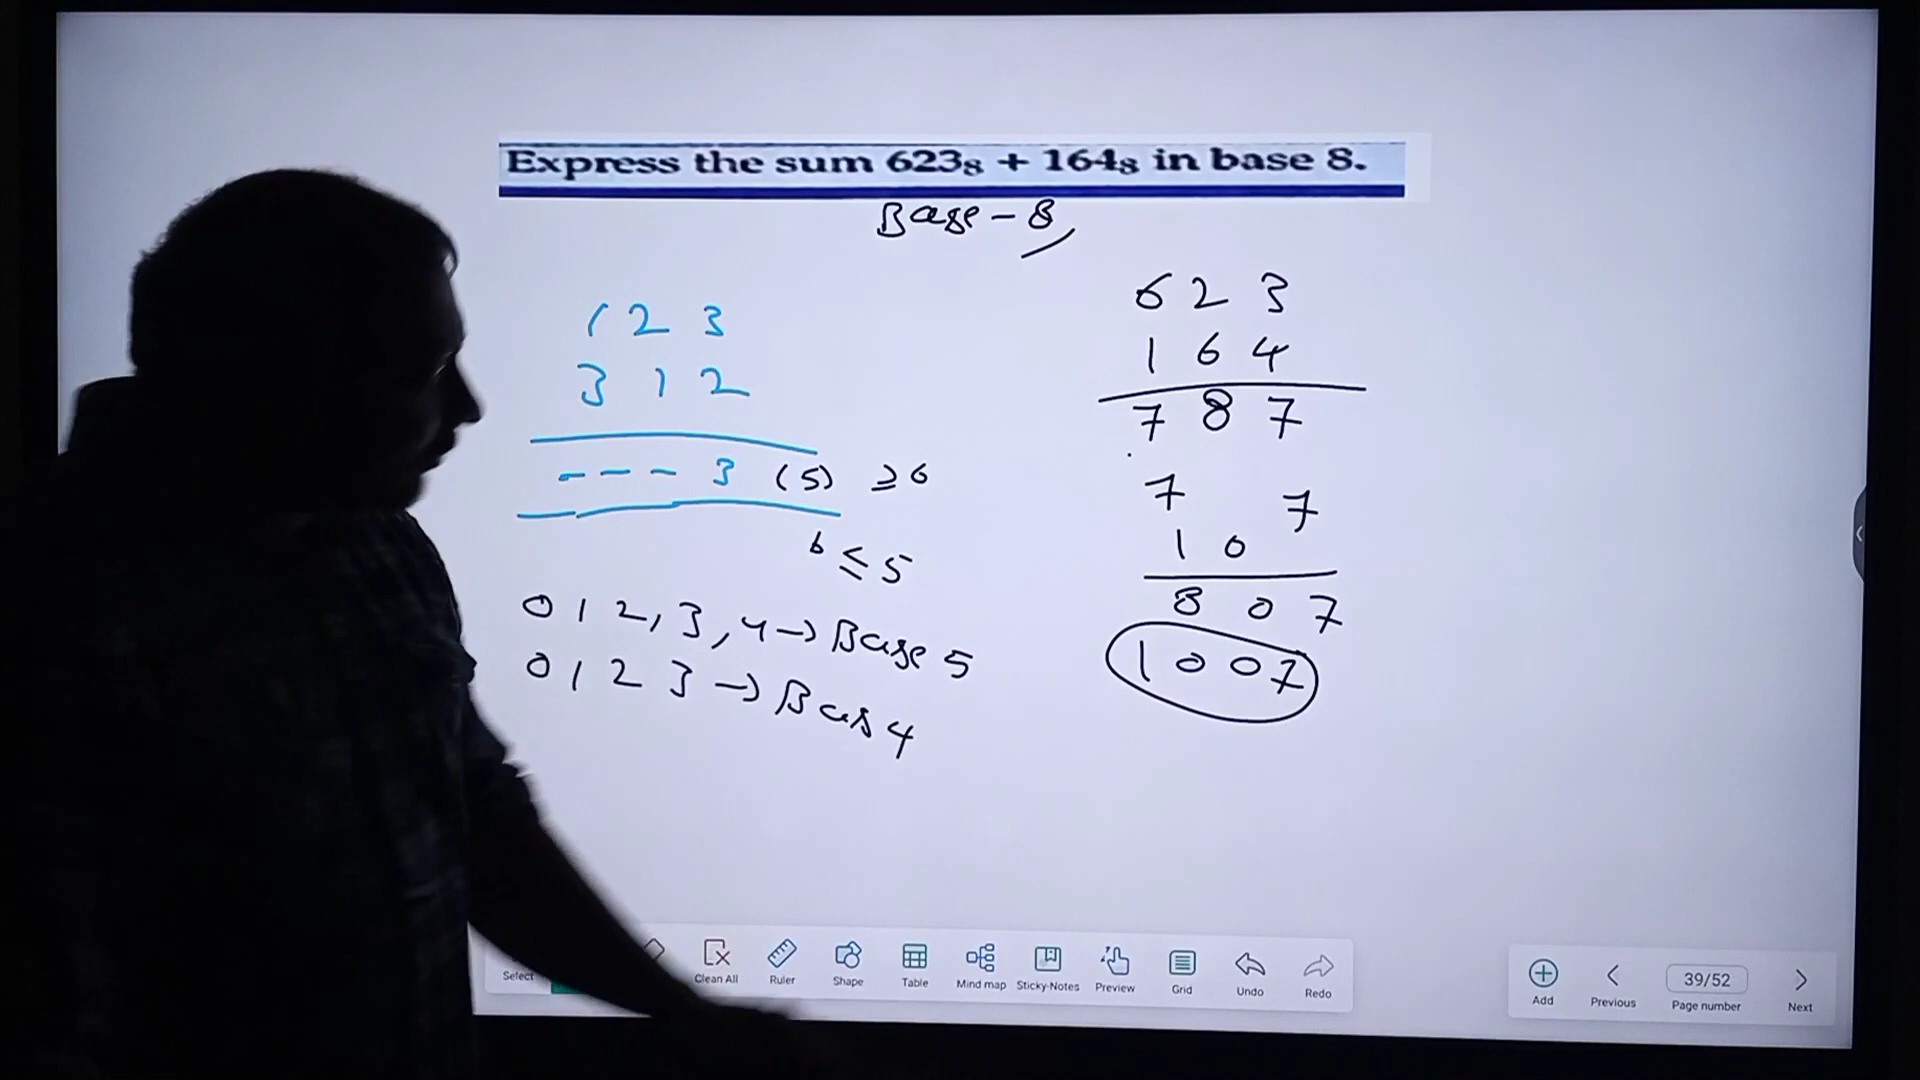 Express the sum 623₈ + 164₈ in base 8.
Base - 8,
1 2 3
3 1 2
- - - 3 (5) ≥ 6
b ≤ 5
0 1 2, 3, 4 → Base 5
0 1 2 3 → Bas 4
6 2 3
1 6 4
7 8 7
7 7
1 0
8 0 7
1 0 0 7
Select
Clean All
Ruler
Shape
Table
Mind map
Sticky-Notes
Preview
Grid
Undo
Redo
Add
Previous
39/52
Page number
Next